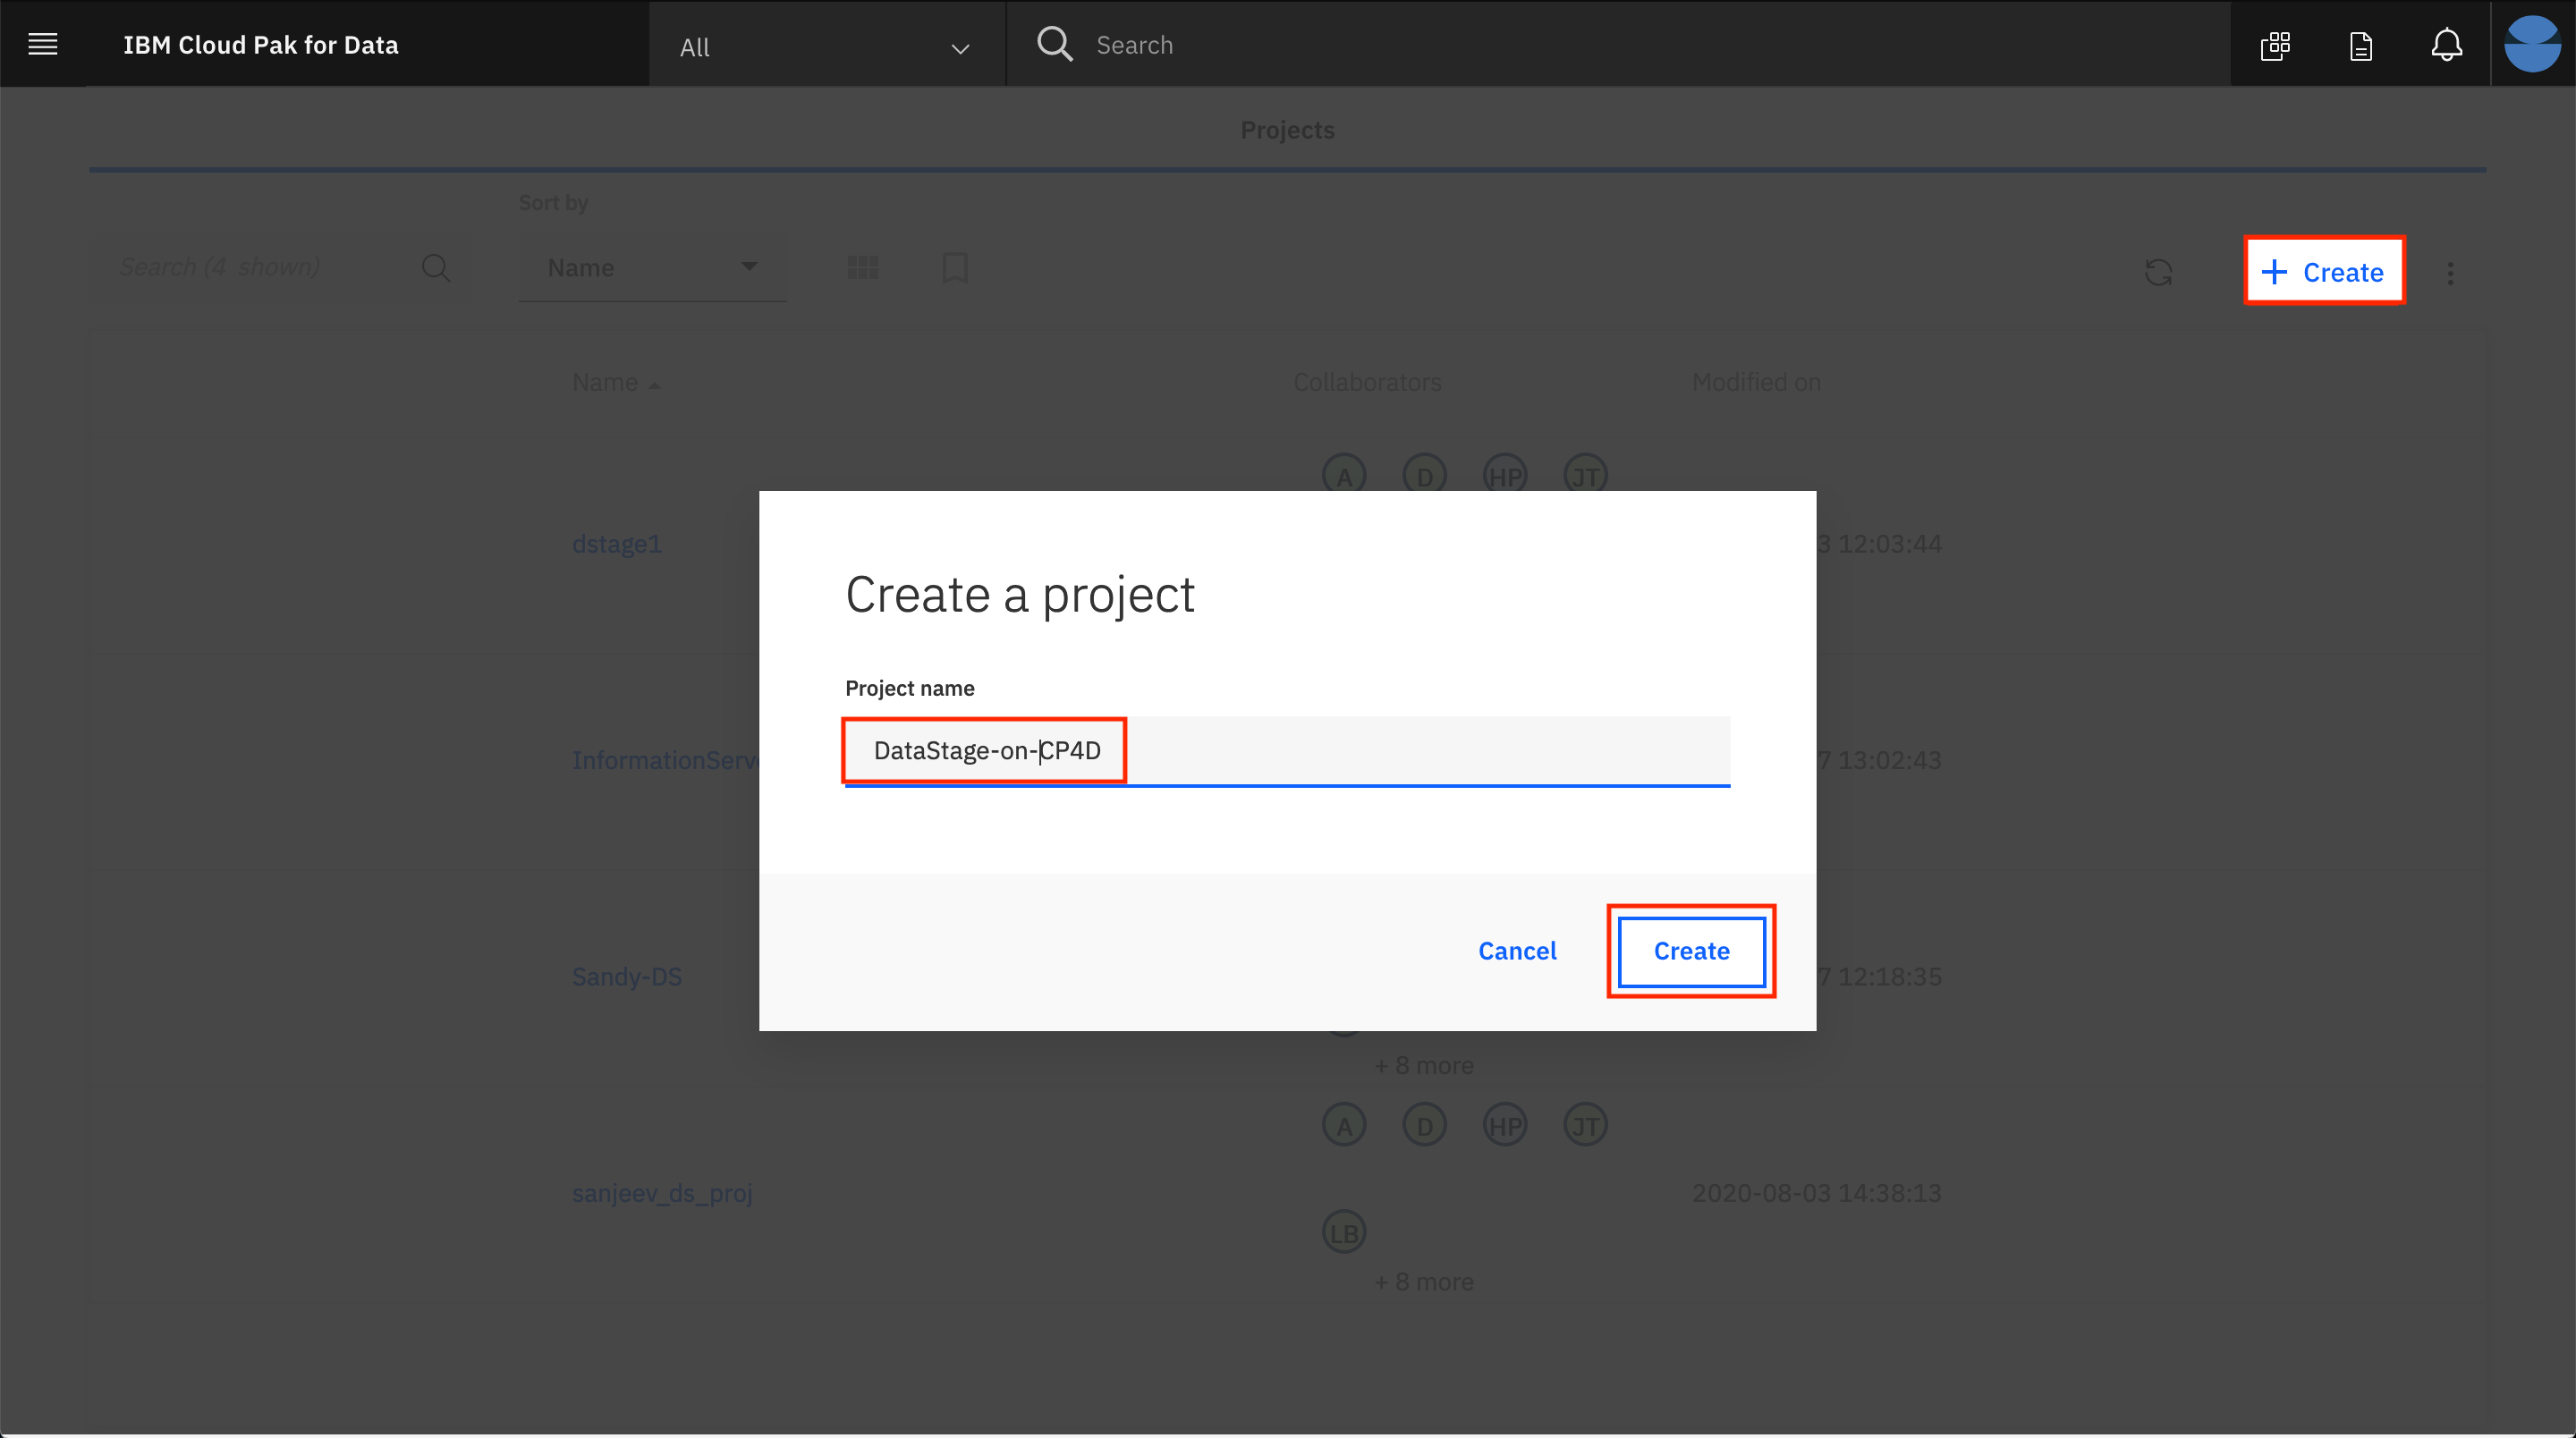 IBM Cloud Pak for Data
All
Search
Projects
Sort by
Search (4 shown)
Name
+ Create
Name
Collaborators
Modified on
A D HP JT
dstage1
3 12:03:44
Create a project
Project name
InformationServe
DataStage-on-CP4D
7 13:02:43
Cancel
Create
Sandy-DS
7 12:18:35
+ 8 more
A D HP JT
sanjeev_ds_proj
2020-08-03 14:38:13
LB
+ 8 more